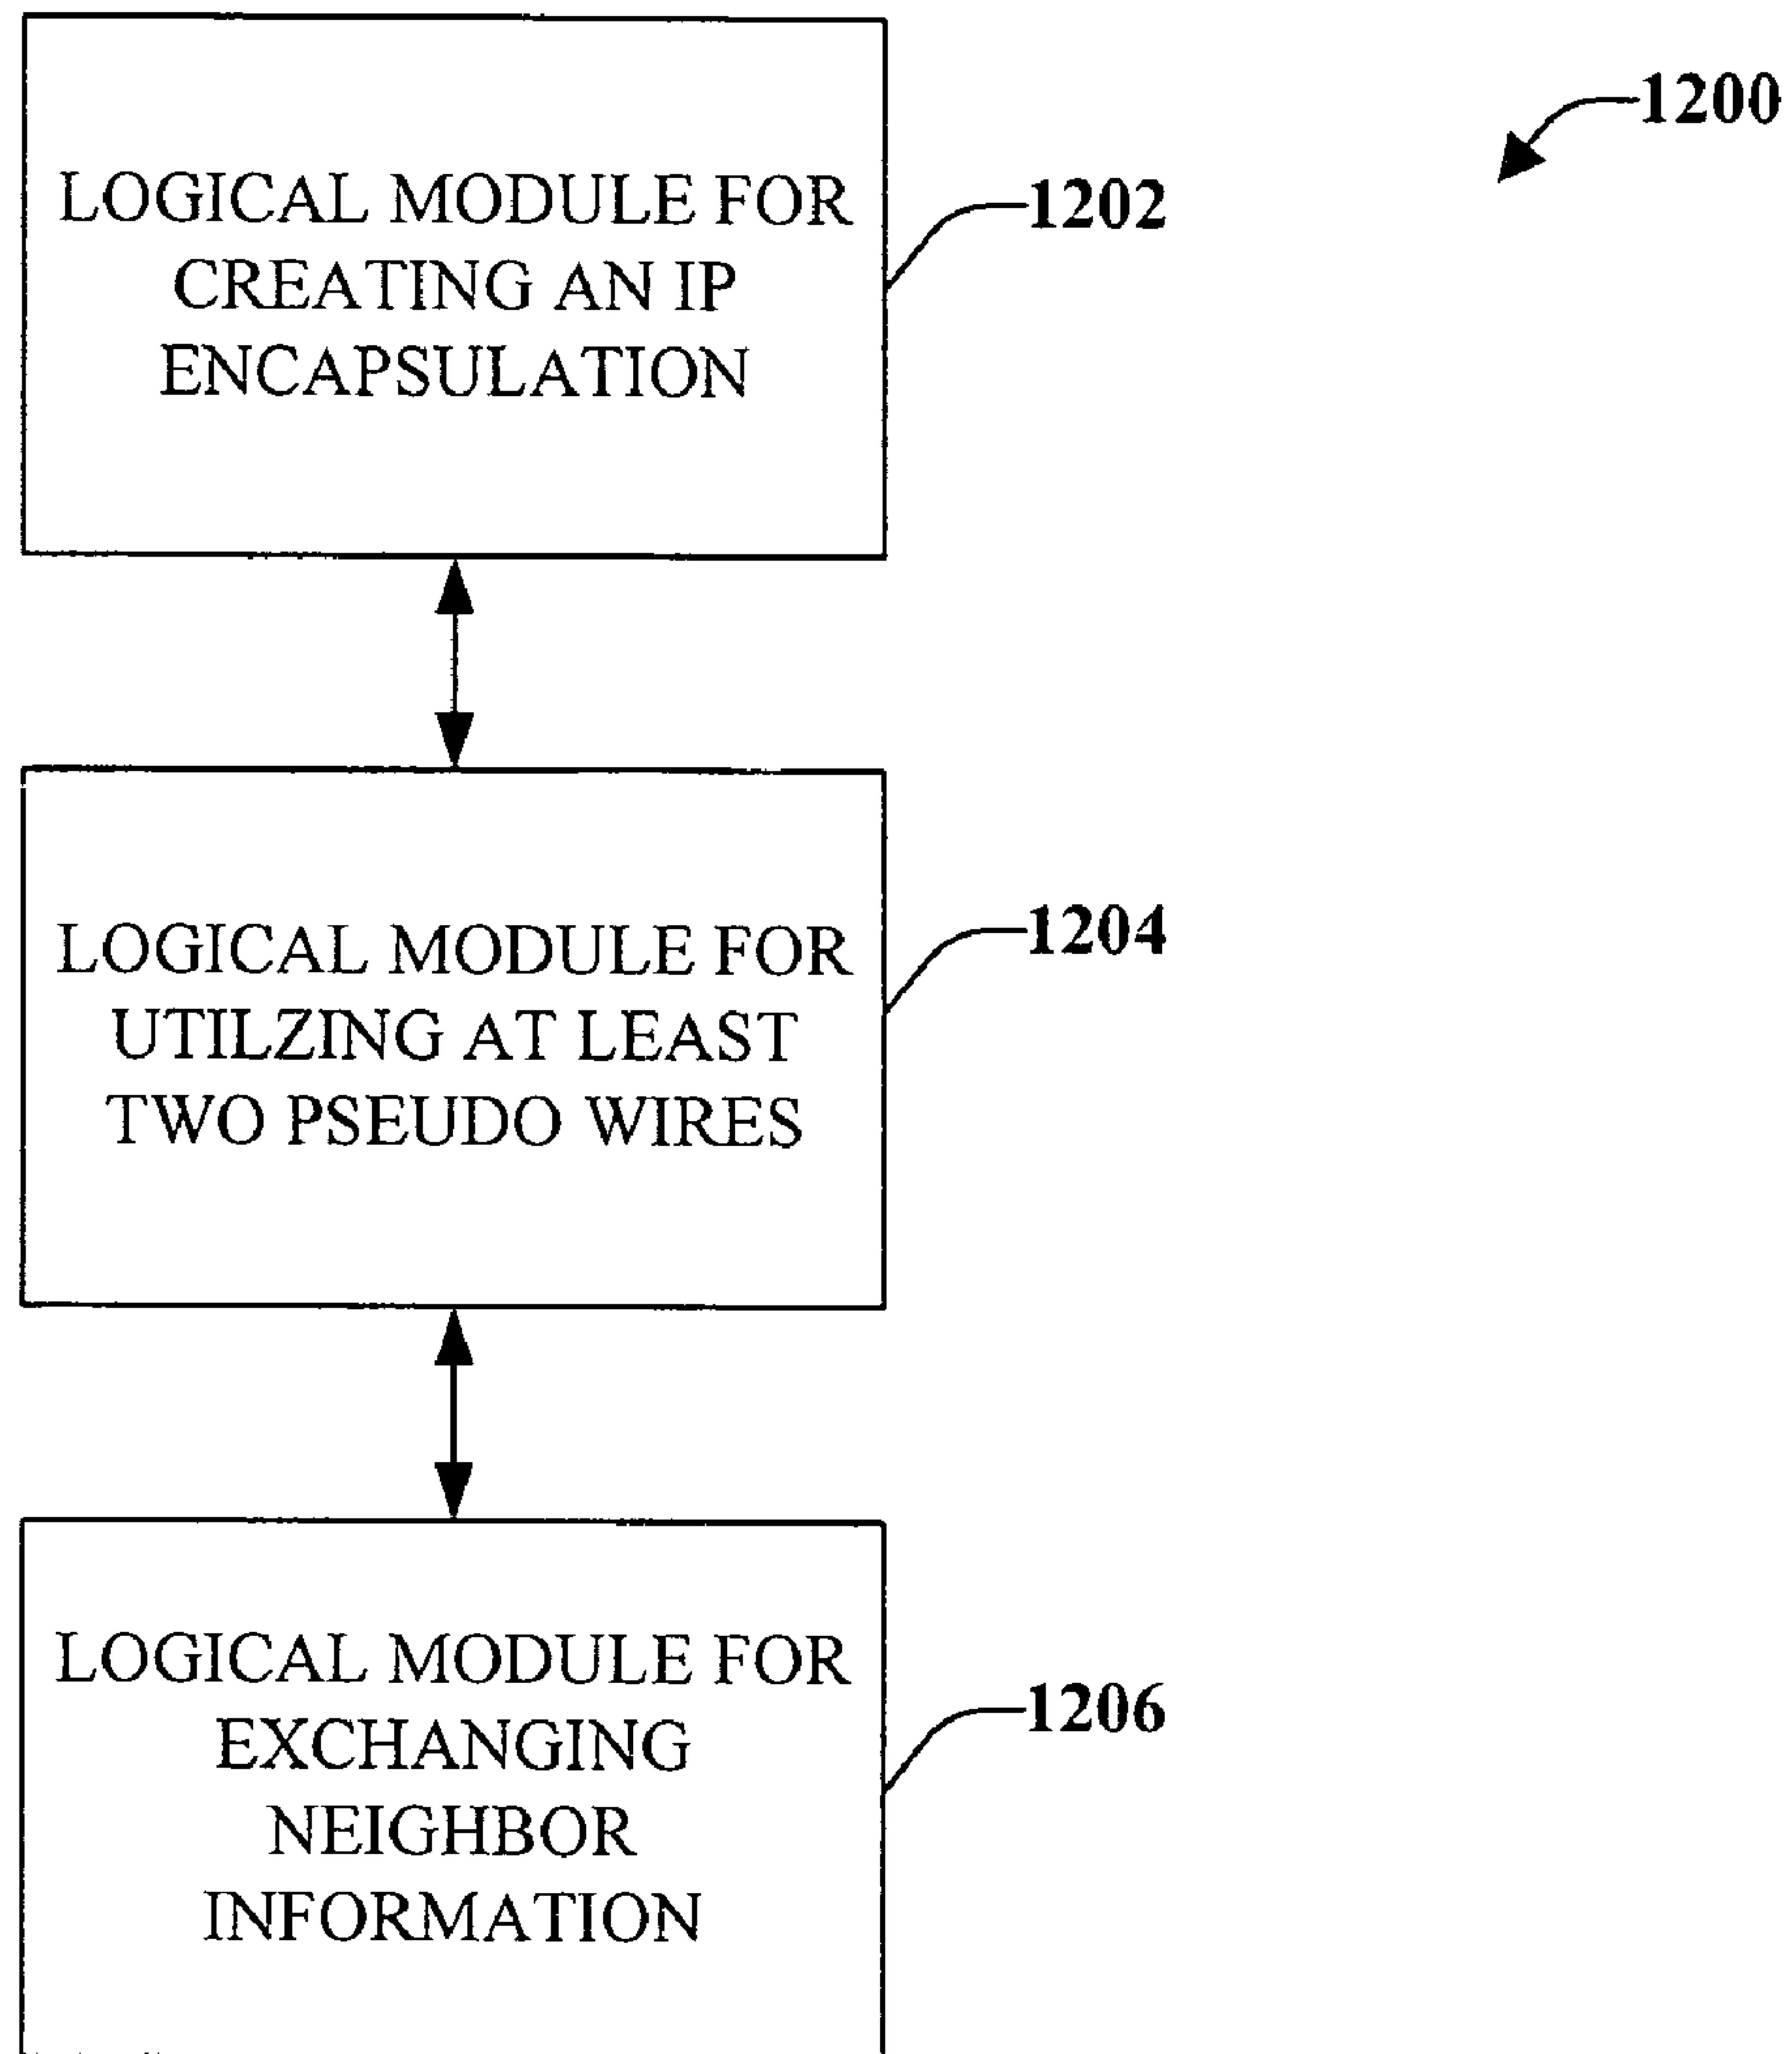 1200
LOGICAL MODULE FOR
CREATING AN IP
ENCAPSULATION
1202
LOGICAL MODULE FOR
UTILZING AT LEAST
TWO PSEUDO WIRES
1204
LOGICAL MODULE FOR
EXCHANGING
NEIGHBOR
INFORMATION
1206